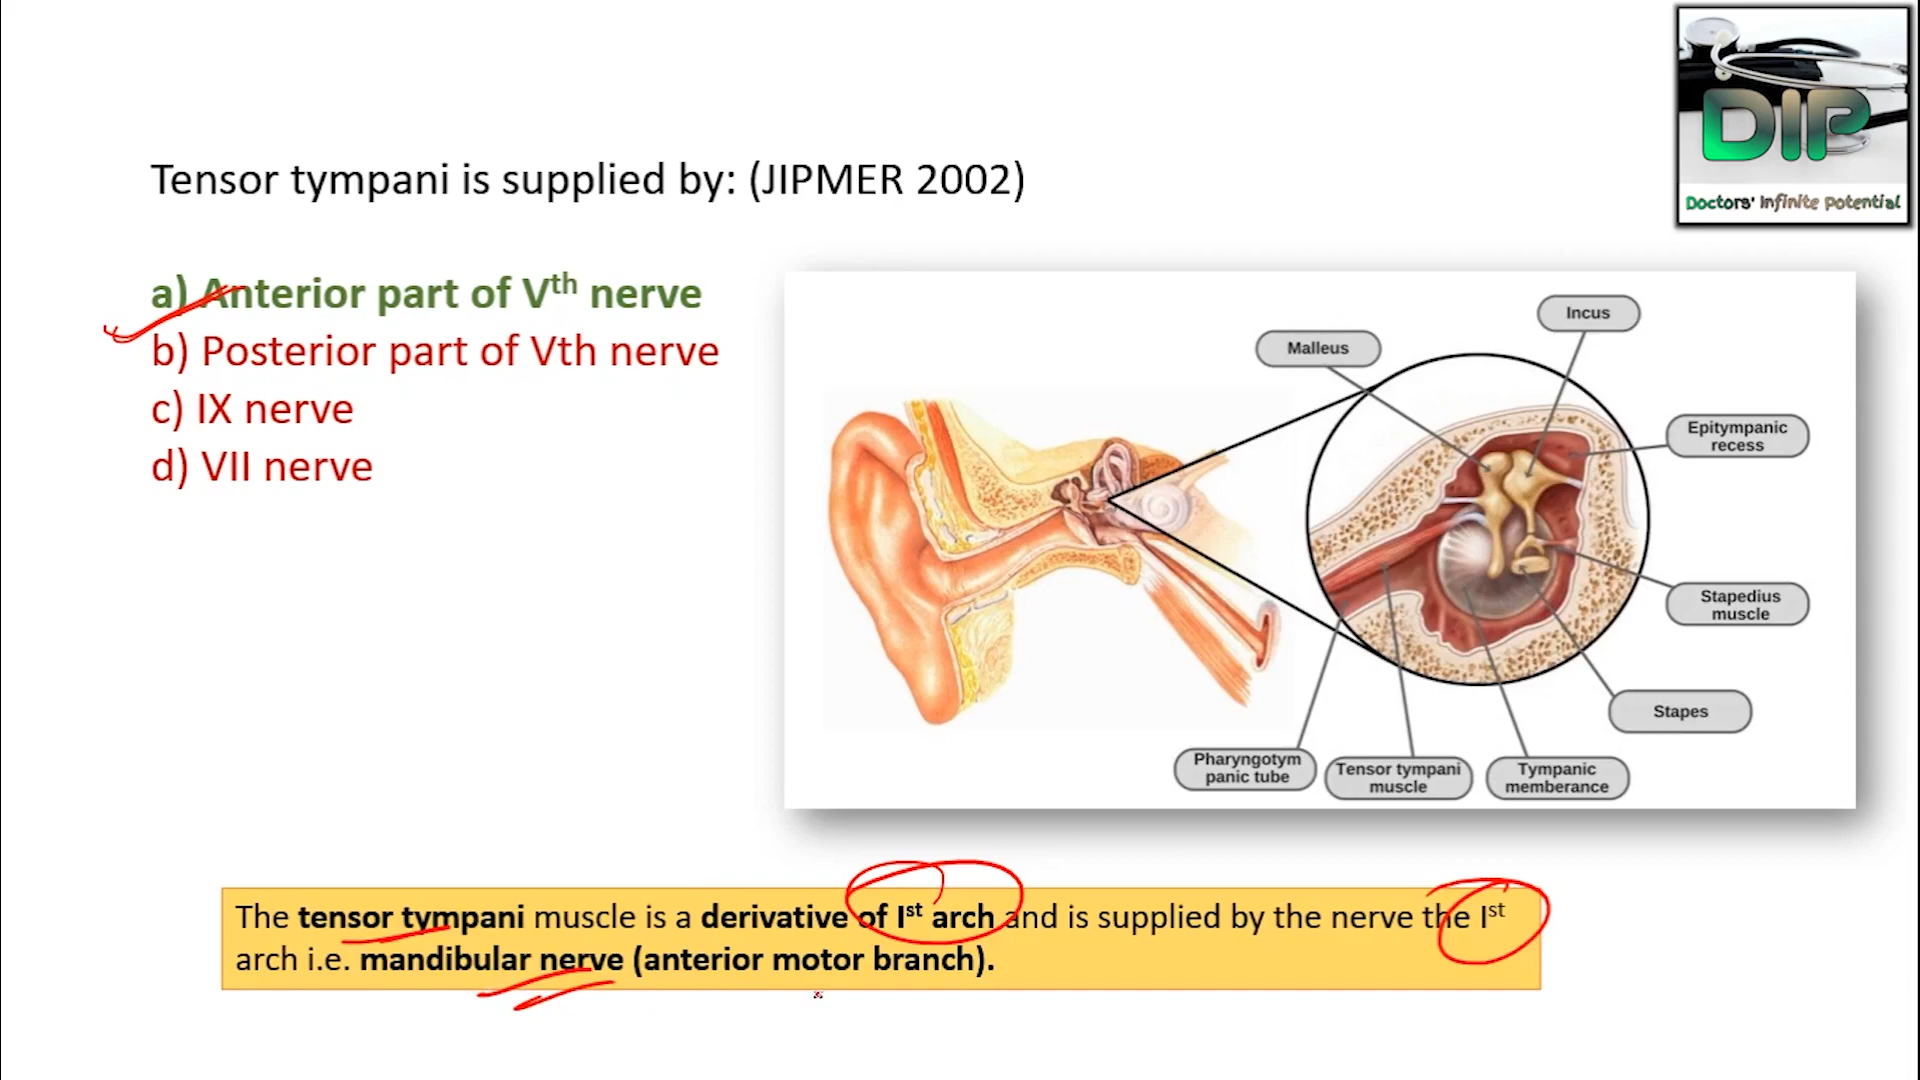 DIP
Doctors' Infinite Potential
Tensor tympani is supplied by: (JIPMER 2002)
a) Anterior part of Vth nerve
b) Posterior part of Vth nerve
c) IX nerve
d) VII nerve
Incus
Malleus
Epitympanic
recess
Stapedius
muscle
Stapes
Pharyngotym
panic tube
Tensor tympani
muscle
Tympanic
memberance
The tensor tympani muscle is a derivative of Ist arch and is supplied by the nerve the Ist
arch i.e. mandibular nerve (anterior motor branch).